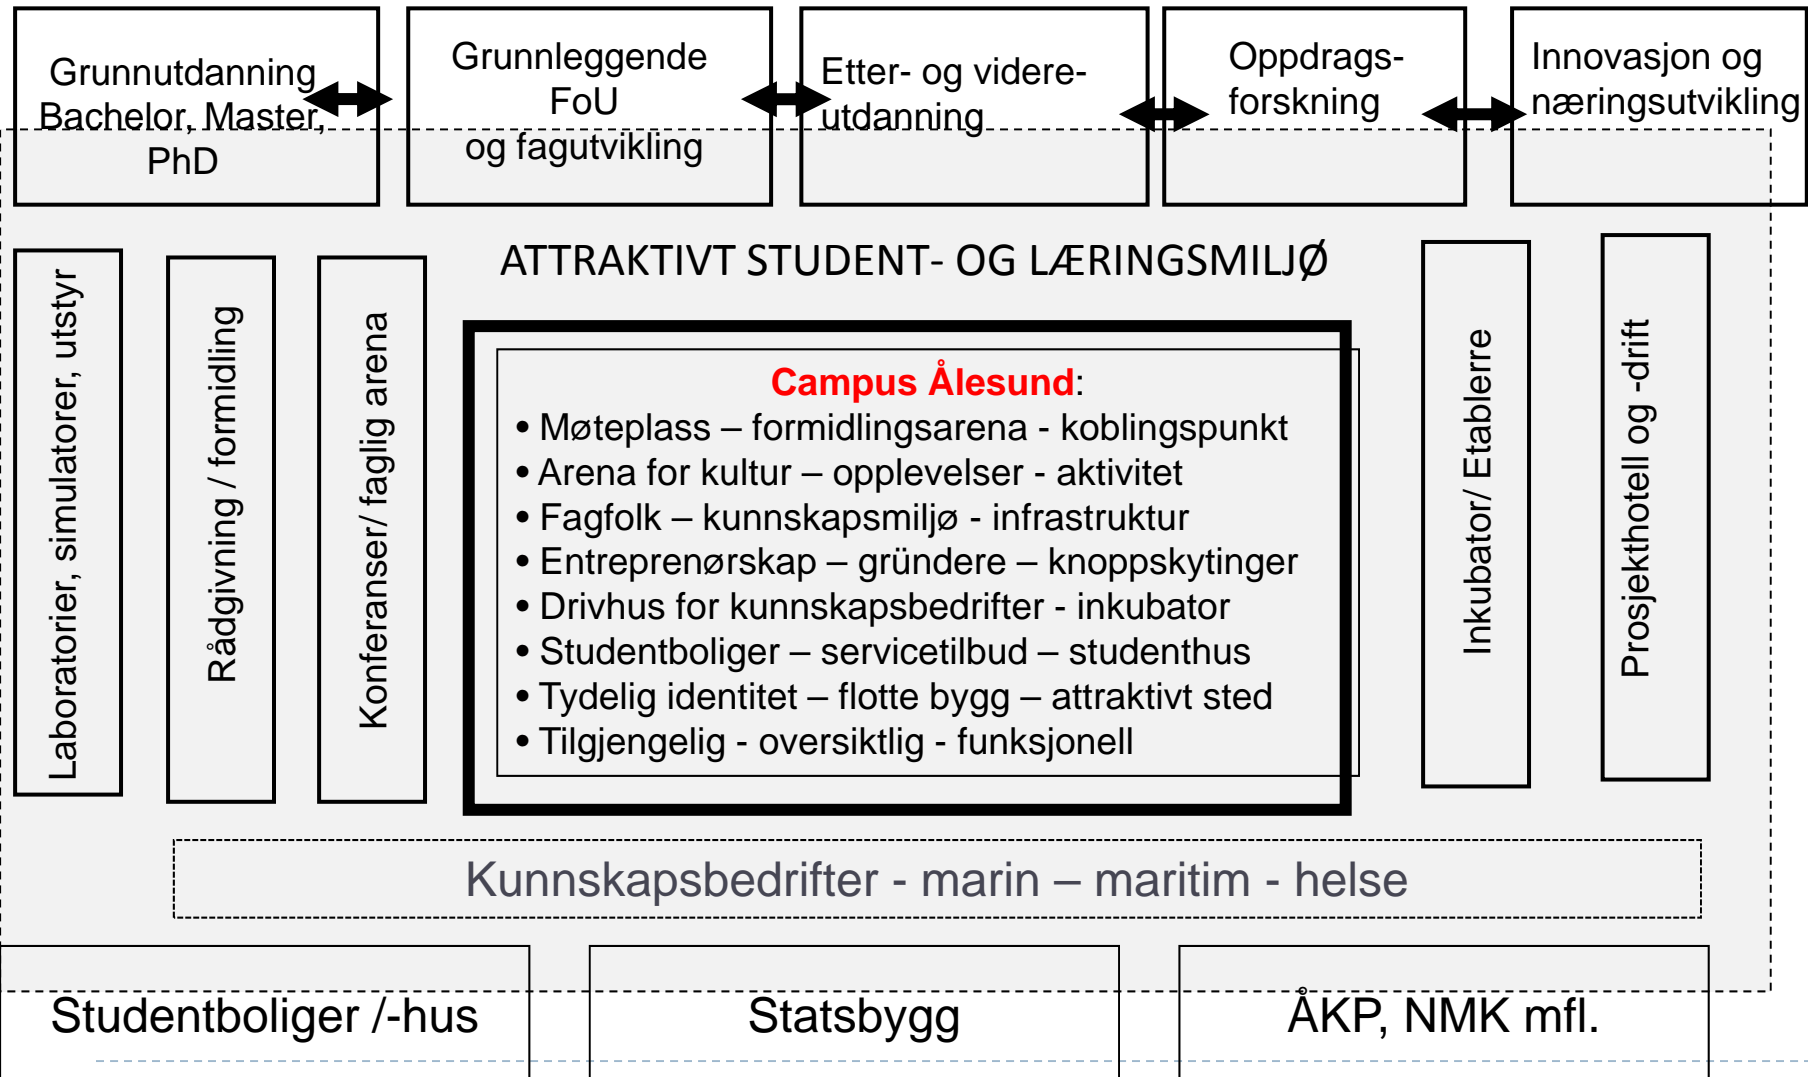 Grunnutdanning
Bachelor, Master,
PhD
Grunnleggende
FoU
og fagutvikling
Etter- og videre-
utdanning
Oppdrags-
forskning
Innovasjon og
næringsutvikling
ATTRAKTIVT STUDENT- OG LÆRINGSMILJØ
Laboratorier, simulatorer, utstyr
Rådgivning / formidling
Konferanser/ faglig arena
Campus Ålesund:
• Møteplass – formidlingsarena - koblingspunkt
• Arena for kultur – opplevelser - aktivitet
• Fagfolk – kunnskapsmiljø - infrastruktur
• Entreprenørskap – gründere – knoppskytinger
• Drivhus for kunnskapsbedrifter - inkubator
• Studentboliger – servicetilbud – studenthus
• Tydelig identitet – flotte bygg – attraktivt sted
• Tilgjengelig - oversiktlig - funksjonell
Inkubator/ Etablerre
Prosjekthotell og -drift
Kunnskapsbedrifter - marin – maritim - helse
Studentboliger /-hus
Statsbygg
ÅKP, NMK mfl.